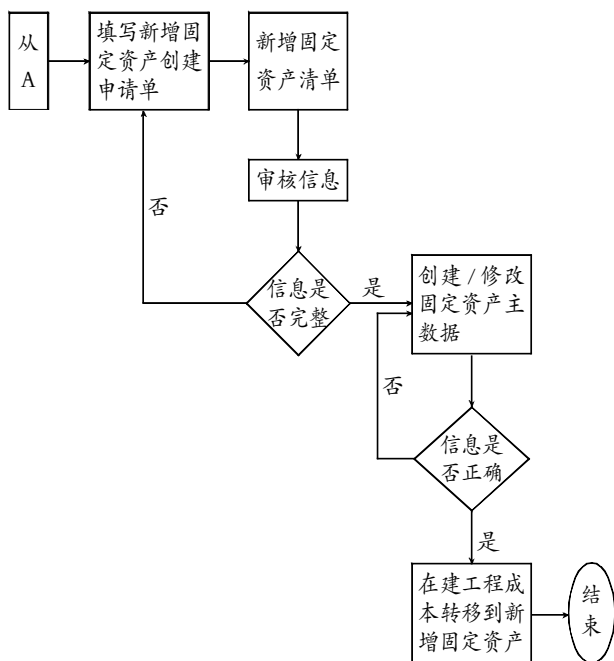 从
A
填写新增固
定资产创建
申请单
新增固定
资产清单
审核信息
否
信息是
否完整
是
创建/修改
固定资产主
数据
否
信息是
否正确
是
在建工程成
本转移到新
增固定资产
结
束